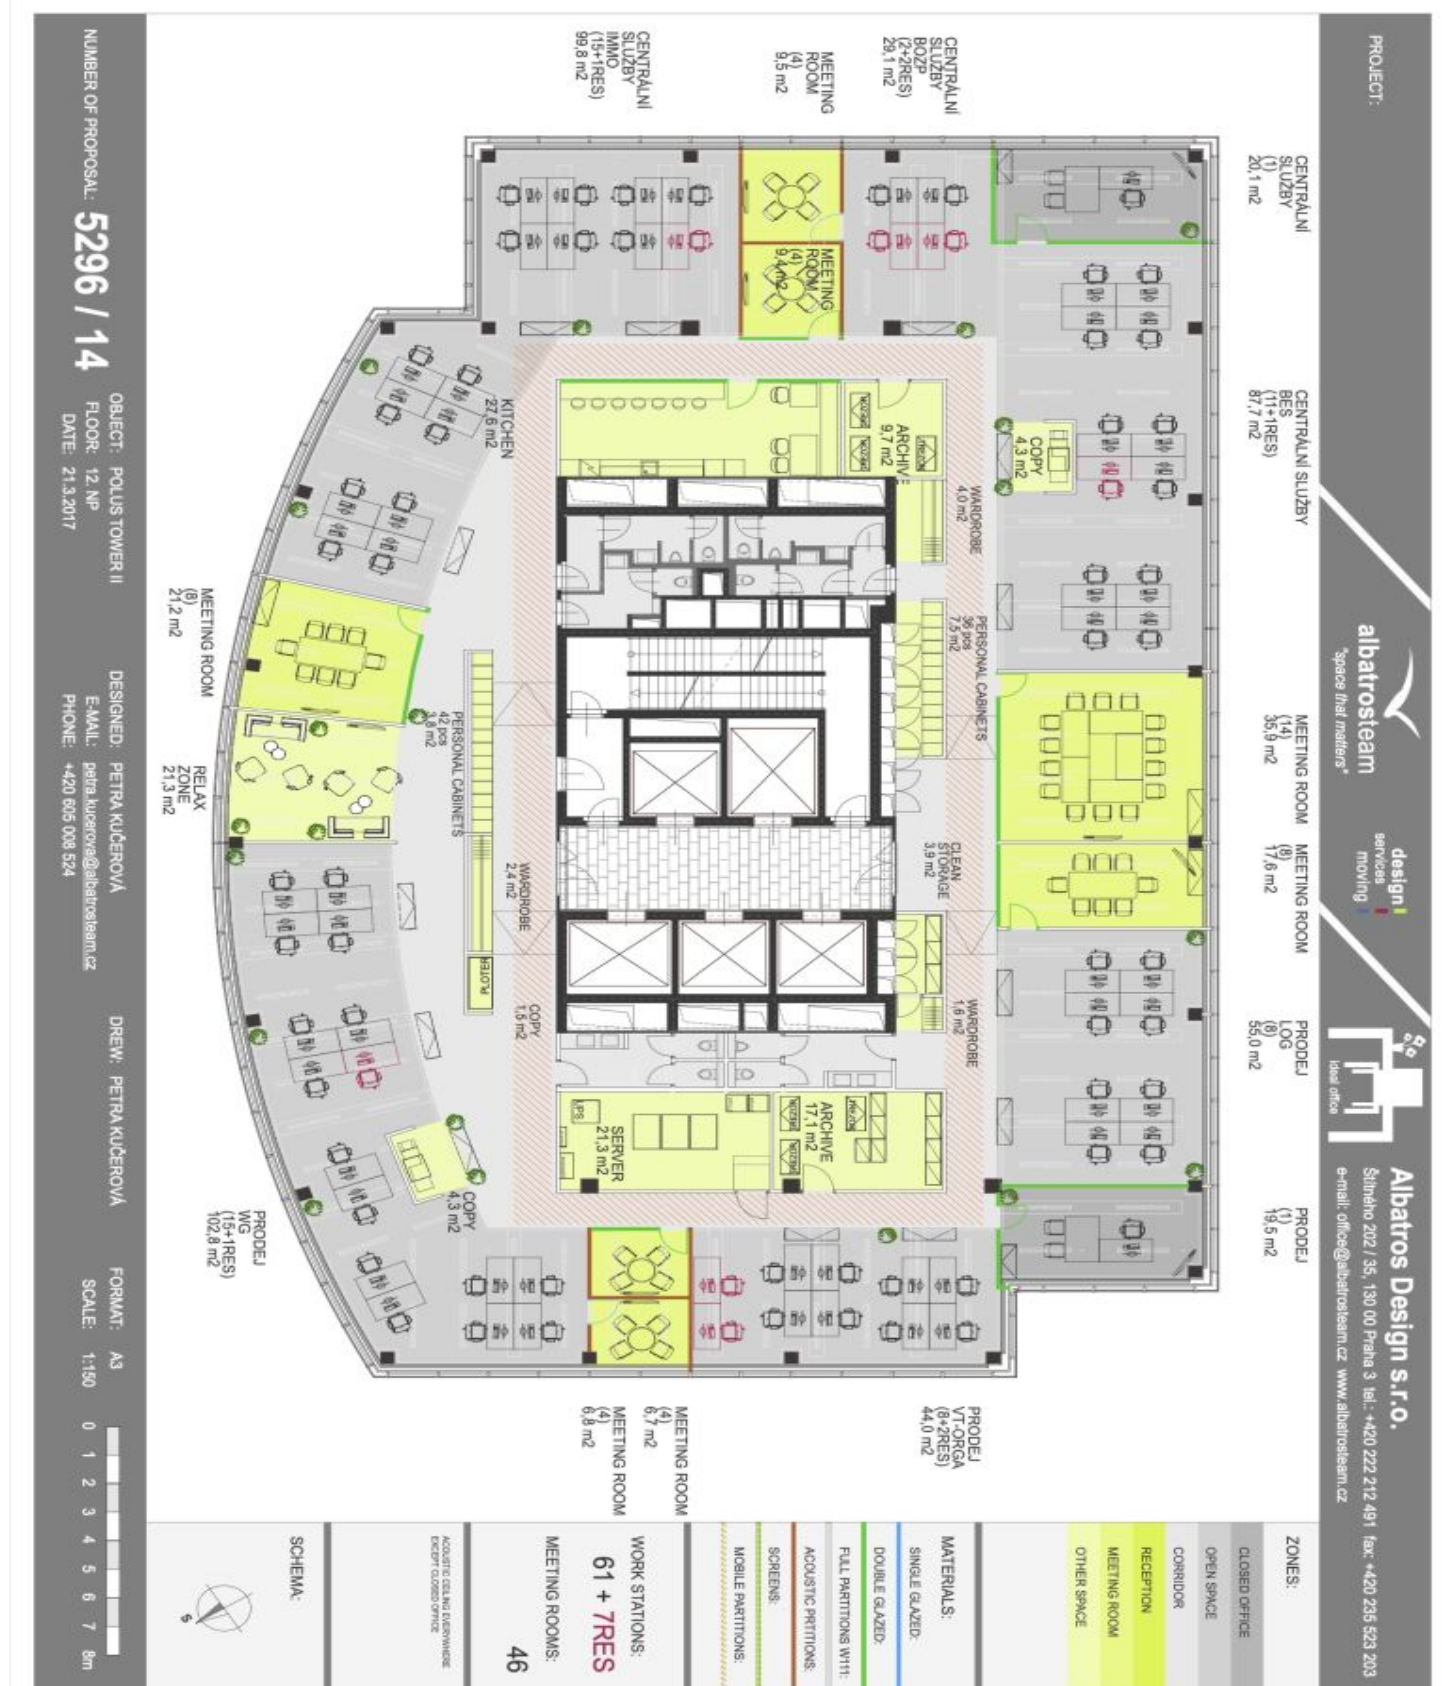 PROJECT:
albatrosteam
"space that matters"
design
services
moving
ideal office
Albatros Design s.r.o.
Štítného 202 / 35, 130 00 Praha 3 tel.: +420 222 212 491 fax: +420 235 523 203
e-mail: office@albatrosteam.cz www.albatrosteam.cz
CENTRÁLNÍ
SLUŽBY
(1)
20,1 m2
CENTRÁLNÍ SLUŽBY
BES
(11+1RES)
87,7 m2
MEETING ROOM
(14)
35,9 m2
MEETING ROOM
(8)
17,6 m2
PRODEJ
LOG
(8)
55,0 m2
PRODEJ
(1)
19,5 m2
CENTRÁLNÍ
SLUŽBY
BOZP
(2+2RES)
29,1 m2
MEETING
ROOM
(4)
9,5 m2
CENTRÁLNÍ
SLUŽBY
IMMO
(15+1RES)
99,8 m2
MEETING
ROOM
(4)
9,4 m2
COPY
4,3 m2
WARDROBE
4,0 m2
PERSONAL CABINETS
36 pcs
7,5 m2
CLEAN
STORAGE
3,9 m2
WARDROBE
1,6 m2
ARCHIVE
9,7 m2
ARCHIVE
17,1 m2
SERVER
21,3 m2
UPS
KITCHEN
27,6 m2
WARDROBE
2,4 m2
COPY
1,5 m2
PLOTER
PERSONAL CABINETS
42 pcs
3,8 m2
COPY
4,3 m2
MEETING ROOM
(8)
21,2 m2
RELAX
ZONE
21,3 m2
PRODEJ
WG
(15+1RES)
102,8 m2
PRODEJ
VT-ORGA
(8+2RES)
44,0 m2
MEETING ROOM
(4)
6,7 m2
MEETING ROOM
(4)
6,8 m2
ZONES:
CLOSED OFFICE
OPEN SPACE
CORRIDOR
RECEPTION
MEETING ROOM
OTHER SPACE
MATERIALS:
SINGLE GLAZED:
DOUBLE GLAZED:
FULL PARTITIONS W111:
ACOUSTIC PRTITIONS:
SCREENS:
MOBILE PARTITIONS:
WORK STATIONS:
61 + 7RES
MEETING ROOMS:
46
ACOUSTIC CEILING EVERYWHERE
EXCEPT CLOSED OFFICE
SCHEMA:
S
NUMBER OF PROPOSAL: 5296 / 14
OBJECT: POLUS TOWER II
FLOOR: 12. NP
DATE: 21.3.2017
DESIGNED: PETRA KUČEROVÁ
E-MAIL: petra.kucerova@albatrosteam.cz
PHONE: +420 605 008 524
DREW: PETRA KUČEROVÁ
FORMAT: A3
SCALE: 1:150
0 1 2 3 4 5 6 7 8m